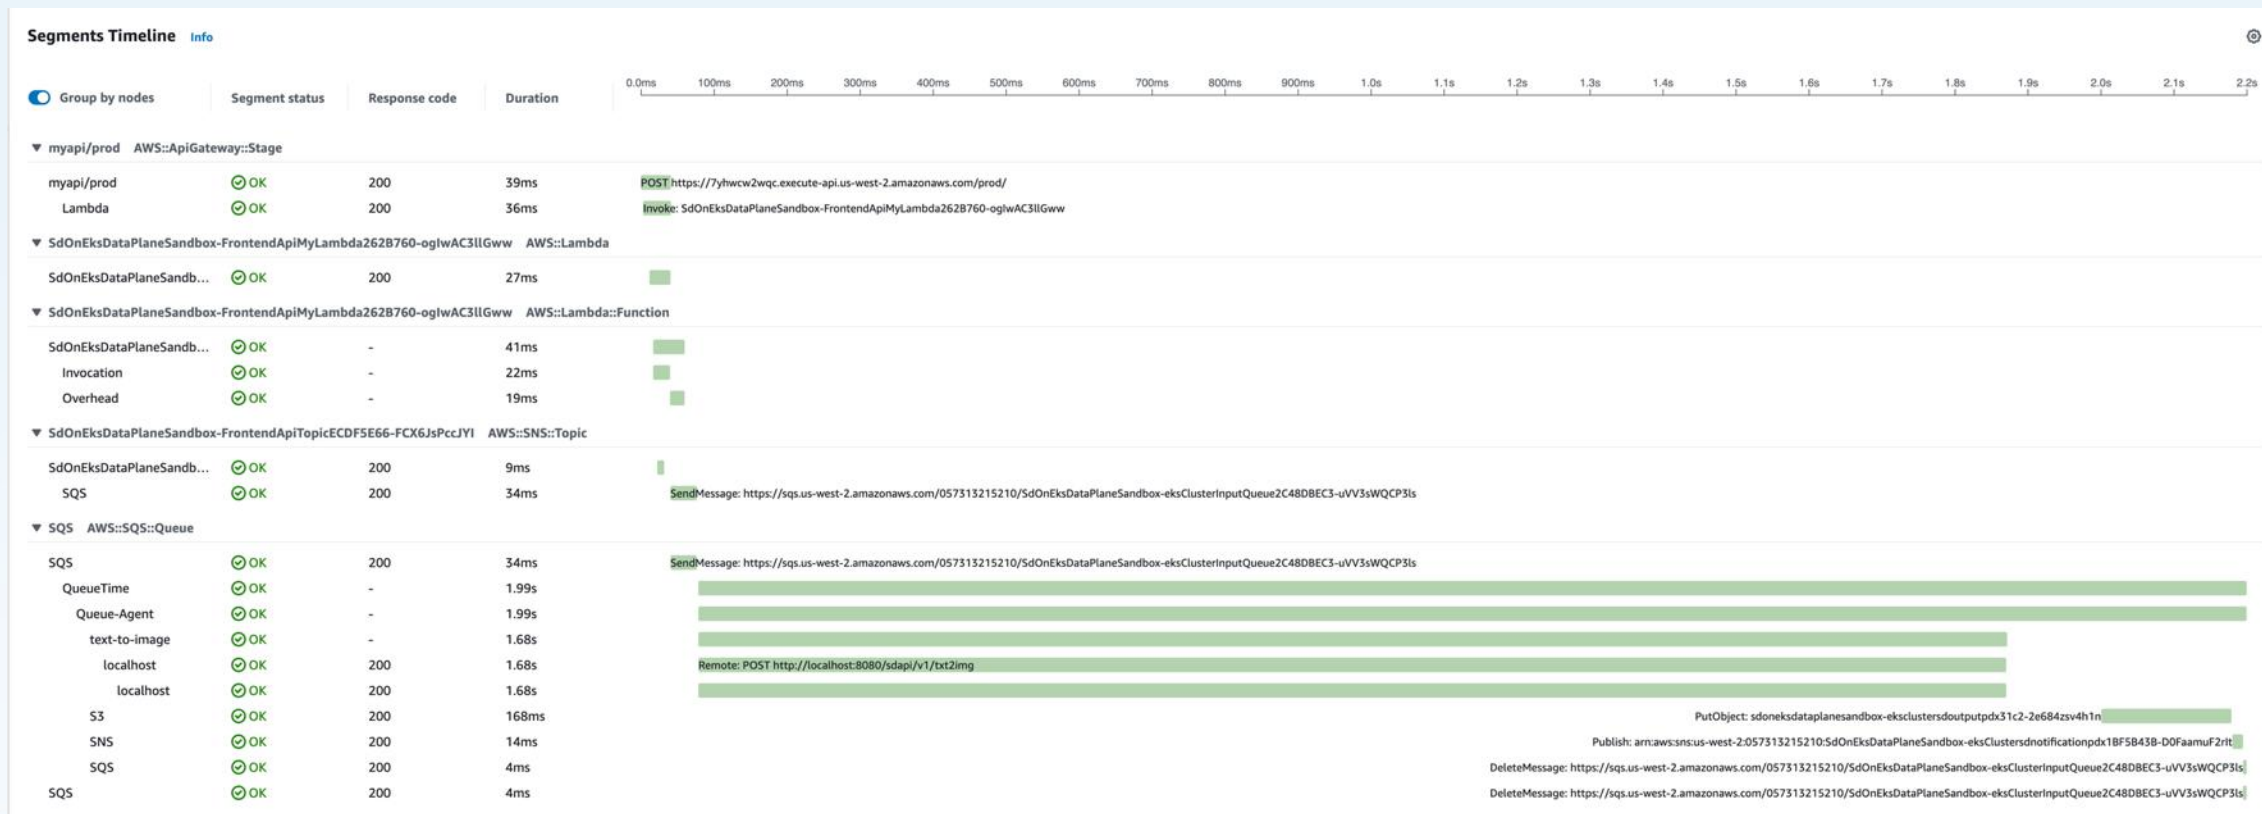 Segments Timeline Info
0.0ms 100ms 200ms 300ms 400ms 500ms 600ms 700ms 800ms 900ms 1.0s 1.1s 1.2s 1.3s 1.4s 1.5s 1.6s 1.7s 1.8s 1.9s 2.0s 2.1s 2.2s
Group by nodes Segment status Response code Duration
myapi/prod AWS::ApiGateway::Stage
myapi/prod OK 200 39ms POST https://7yhwcw2wqc.execute-api.us-west-2.amazonaws.com/prod/
Lambda OK 200 36ms Invoke: SdOnEksDataPlaneSandbox-FrontendApiMyLambda262B760-ogIwAC3llGww
SdOnEksDataPlaneSandbox-FrontendApiMyLambda262B760-ogIwAC3llGww AWS::Lambda
SdOnEksDataPlaneSandb... OK 200 27ms
SdOnEksDataPlaneSandbox-FrontendApiMyLambda262B760-ogIwAC3llGww AWS::Lambda::Function
SdOnEksDataPlaneSandb... OK - 41ms
Invocation OK - 22ms
Overhead OK - 19ms
SdOnEksDataPlaneSandbox-FrontendApiTopicECDF5E66-FCX6JsPccJYI AWS::SNS::Topic
SdOnEksDataPlaneSandb... OK 200 9ms
SQS OK 200 34ms SendMessage: https://sqs.us-west-2.amazonaws.com/057313215210/SdOnEksDataPlaneSandbox-eksClusterInputQueue2C48DBEC3-uVV3sWQCP3ls
SQS AWS::SQS::Queue
SQS OK 200 34ms SendMessage: https://sqs.us-west-2.amazonaws.com/057313215210/SdOnEksDataPlaneSandbox-eksClusterInputQueue2C48DBEC3-uVV3sWQCP3ls
QueueTime OK - 1.99s
Queue-Agent OK - 1.99s
text-to-image OK - 1.68s
localhost OK 200 1.68s Remote: POST http://localhost:8080/sdapi/v1/txt2img
localhost OK 200 1.68s
S3 OK 200 168ms PutObject: sdoneksdataplanesandbox-eksclustersdoutputpdx31c2-2e684zsv4h1n
SNS OK 200 14ms Publish: arn:aws:sns:us-west-2:057313215210:SdOnEksDataPlaneSandbox-eksClustersdnotificationpdx1BF5B43B-D0FaamuF2rIt
SQS OK 200 4ms DeleteMessage: https://sqs.us-west-2.amazonaws.com/057313215210/SdOnEksDataPlaneSandbox-eksClusterInputQueue2C48DBEC3-uVV3sWQCP3ls
SQS OK 200 4ms DeleteMessage: https://sqs.us-west-2.amazonaws.com/057313215210/SdOnEksDataPlaneSandbox-eksClusterInputQueue2C48DBEC3-uVV3sWQCP3ls